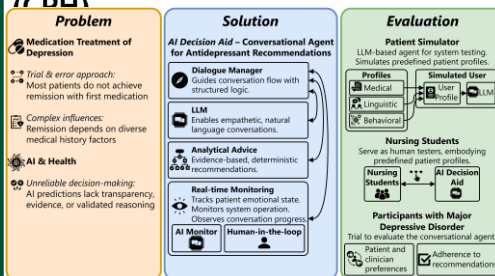 (CPH)
Problem
Medication Treatment of
Depression
Trial & error approach:
Most patients do not achieve
remission with first medication
Complex influences:
Remission depends on diverse
medical history factors
AI & Health
Unreliable decision-making:
AI predictions lack transparency,
evidence, or validated reasoning
Solution
AI Decision Aid – Conversational Agent
for Antidepressant Recommendations
Dialogue Manager
Guides conversation flow with
structured logic.
LLM
Enables empathetic, natural
language conversations.
Analytical Advice
Evidence-based, deterministic
recommendations.
Real-time Monitoring
Tracks patient emotional state.
Monitors system operation.
Observes conversation progress.
AI Monitor
Human-in-the-loop
Evaluation
Patient Simulator
LLM-based agent for system testing.
Simulates predefined patient profiles.
Profiles
Medical
Linguistic
Behavioral
Simulated User
User
Profile
LLM
Nursing Students
Serve as human testers, embodying
predefined patient profiles.
Nursing
Students
AI Decision
Aid
Participants with Major
Depressive Disorder
Trial to evaluate the conversational agent.
Patient and
clinician
preferences
Adherence to
recommendations